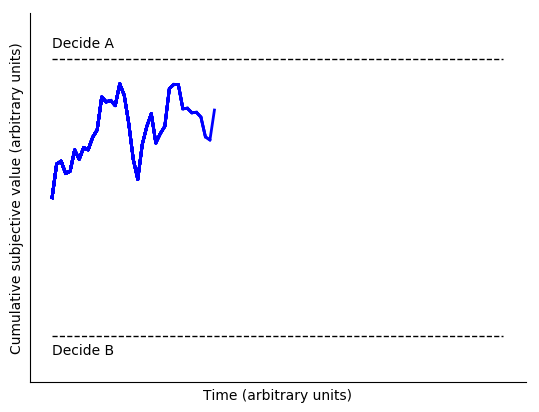 Decide A
Cumulative subjective value (arbitrary units)
Decide B
Time (arbitrary units)